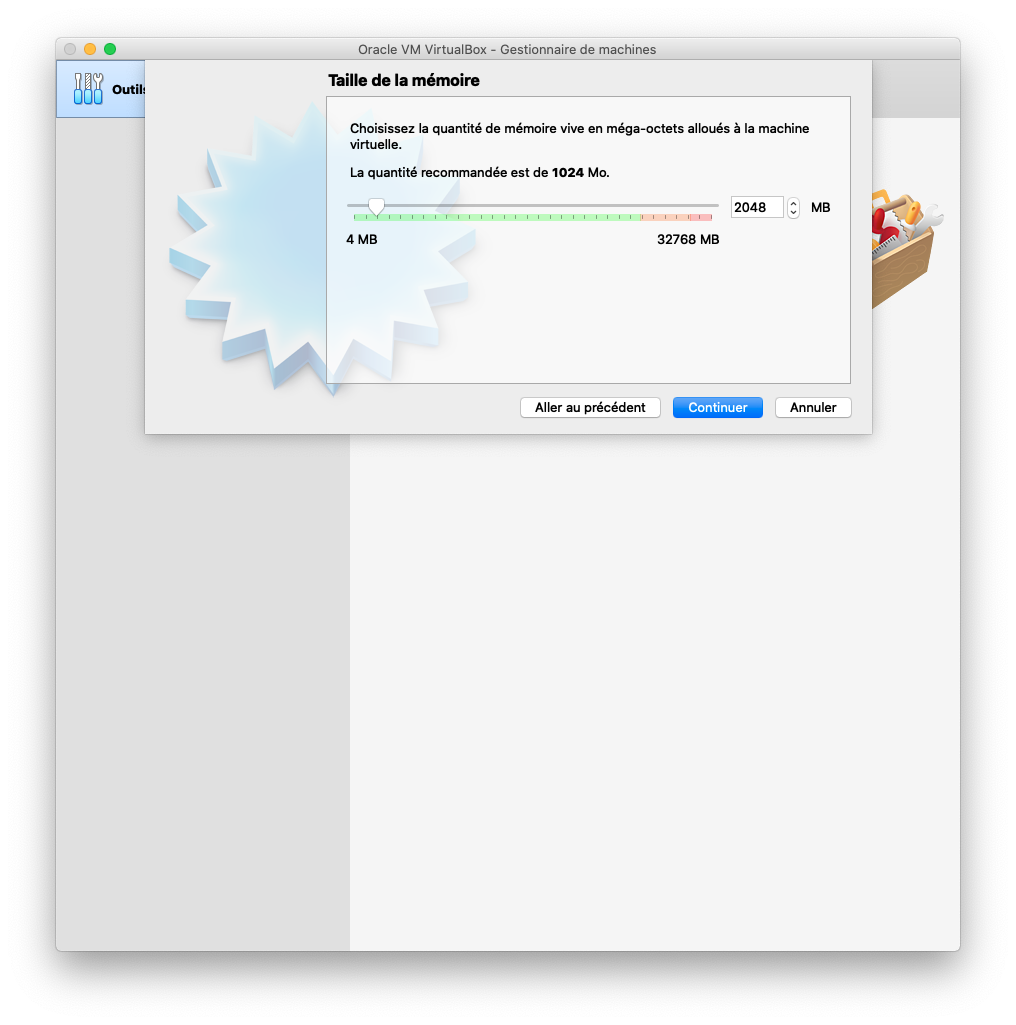 Oracle VM VirtualBox - Gestionnaire de machines
Outils
Taille de la mémoire
Choisissez la quantité de mémoire vive en méga-octets alloués à la machine
virtuelle.
La quantité recommandée est de 1024 Mo.
2048 MB
4 MB 32768 MB
Aller au précédent Continuer Annuler